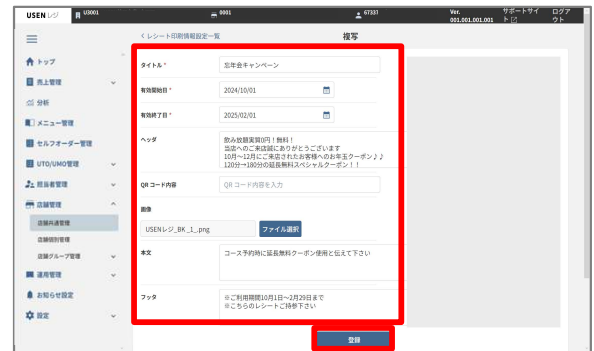 USEN レジ U3001 0001 67337 Ver. 001.001.001.001 サポートサイト ログアウト
< レシート印刷情報設定一覧 複写
トップ
売上管理
分析
メニュー管理
セルフオーダー管理
UTO/UMO管理
担当者管理
店舗管理
店舗共通管理
店舗個別管理
店舗グループ管理
運用管理
お知らせ設定
設定
タイトル * 忘年会キャンペーン
有効開始日 * 2024/10/01
有効終了日 * 2025/02/01
ヘッダ 飲み放題実質0円！無料！
当店へのご来店誠にありがとうございます
10月～12月にご来店されたお客様へのお年玉クーポン♪♪
120分→180分の延長無料スペシャルクーポン！！
QRコード内容 QRコード内容を入力
画像
USENレジ_BK_1_.png ファイル選択
本文 コース予約時に延長無料クーポン使用と伝えて下さい
フッタ ※ご利用期間10月1日～2月29日まで
※こちらのレシートご持参下さい
登録